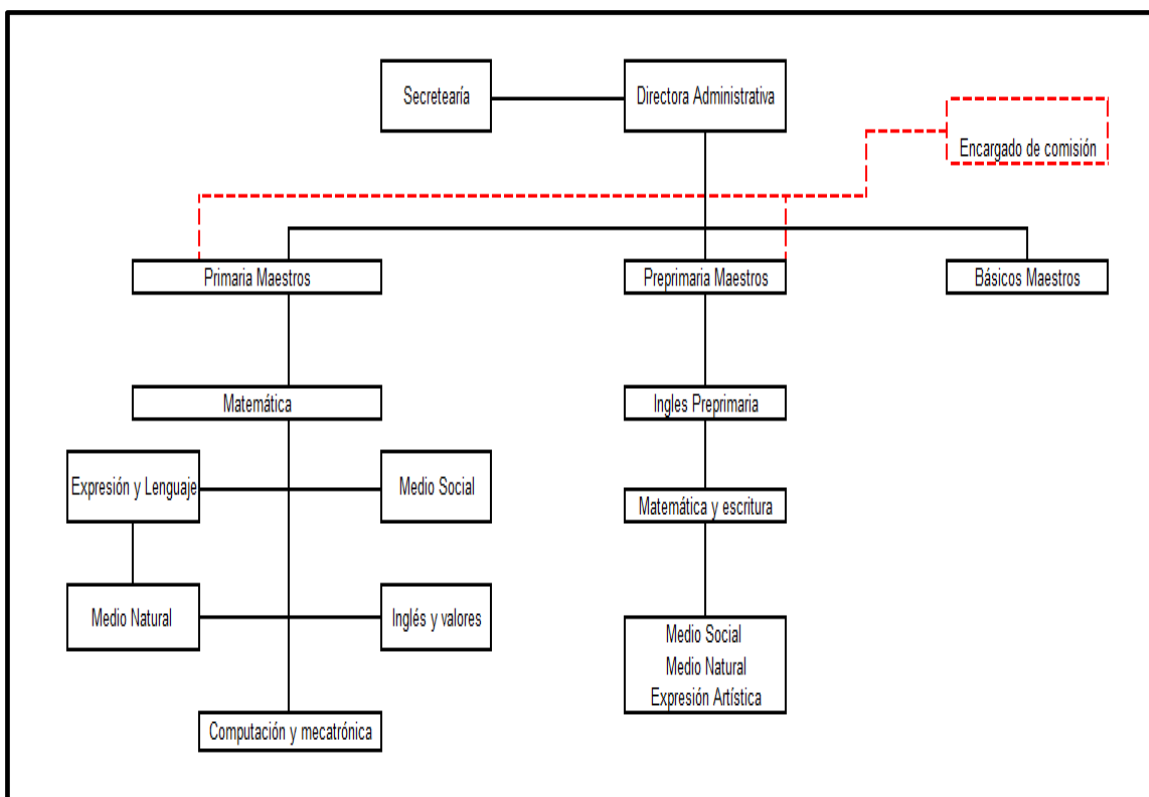 Secretearía
Directora Administrativa
Encargado de comisión
Primaria Maestros
Preprimaria Maestros
Básicos Maestros
Matemática
Ingles Preprimaria
Expresión y Lenguaje
Medio Social
Matemática y escritura
Medio Natural
Inglés y valores
Medio Social
Medio Natural
Expresión Artística
Computación y mecatrónica